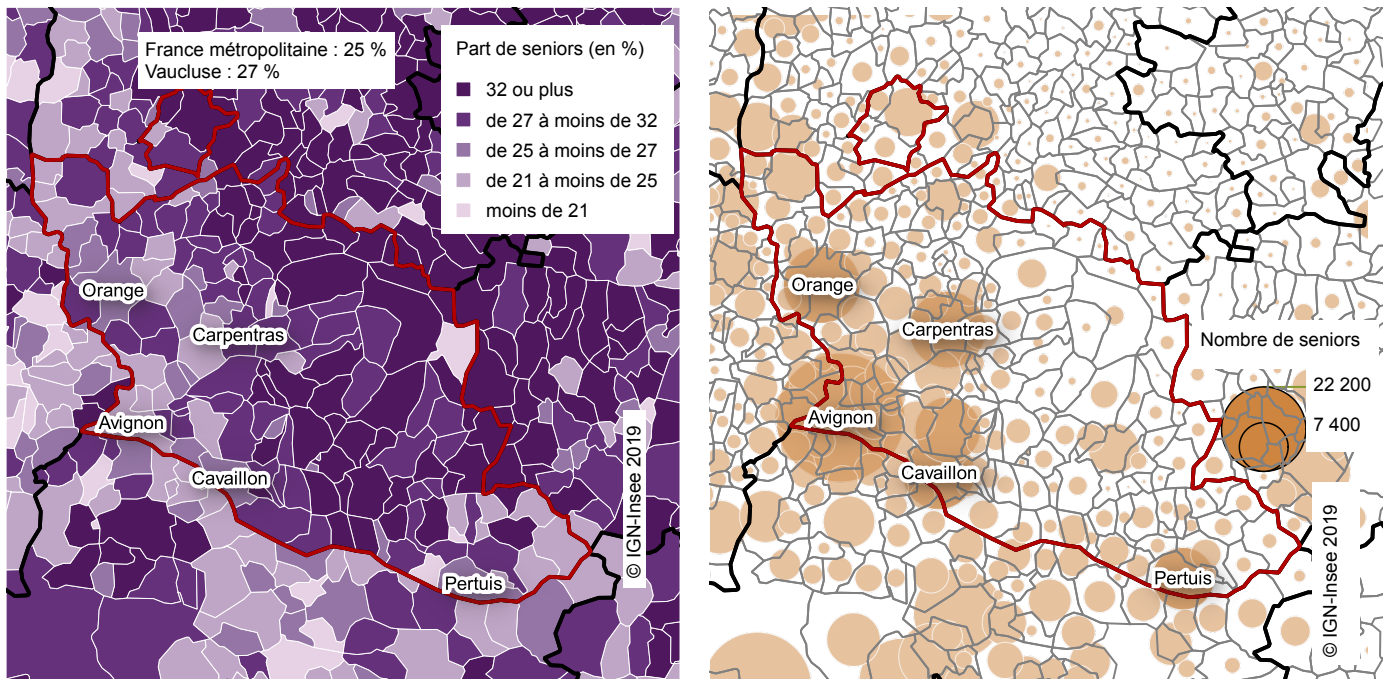 France métropolitaine : 25 %
Vaucluse : 27 %
Part de seniors (en %)
32 ou plus
de 27 à moins de 32
de 25 à moins de 27
de 21 à moins de 25
moins de 21
Orange
Carpentras
Avignon
Cavaillon
Pertuis
© IGN-Insee 2019
Orange
Carpentras
Avignon
Cavaillon
Pertuis
Nombre de seniors
22 200
7 400
© IGN-Insee 2019